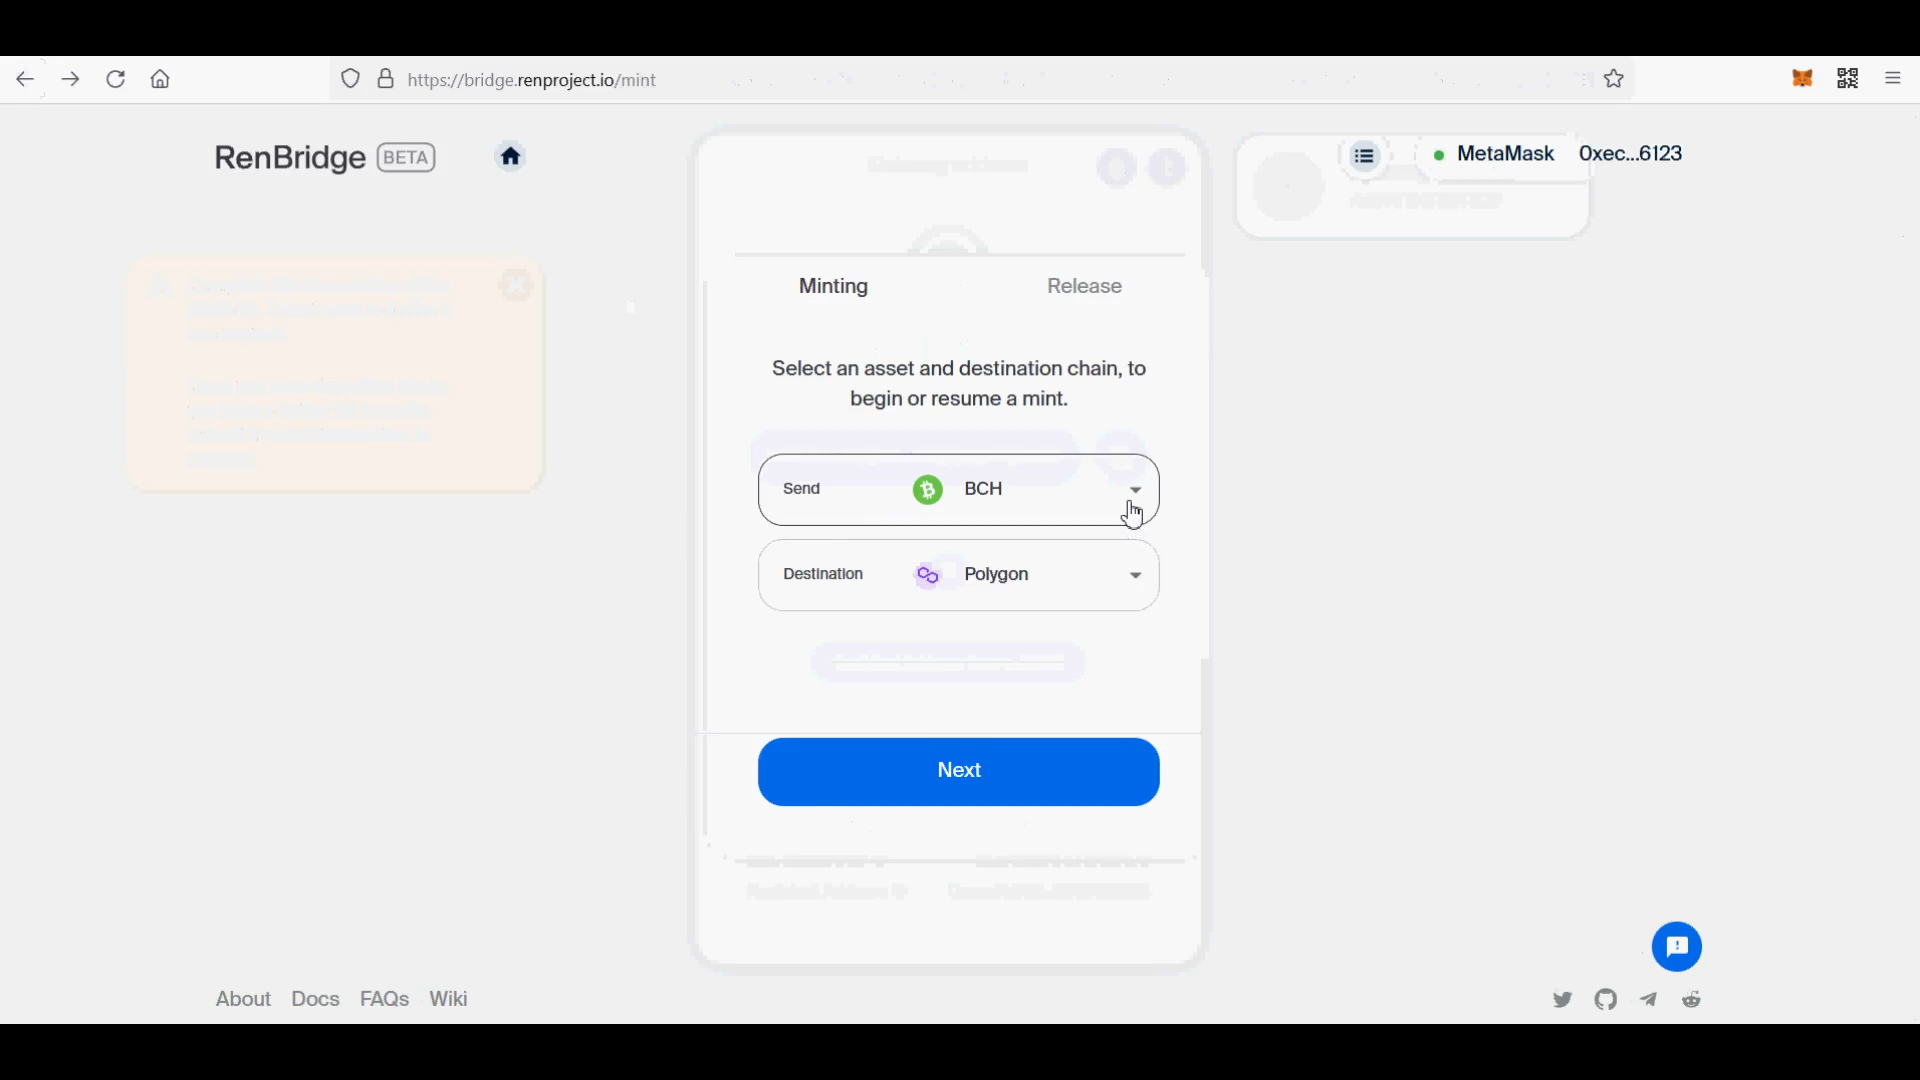 https://bridge.renproject.io/mint
RenBridge BETA
MetaMask 0xec...6123
Minting Release
Select an asset and destination chain, to
begin or resume a mint.
Send BCH
Destination Polygon
Next
About Docs FAQs Wiki